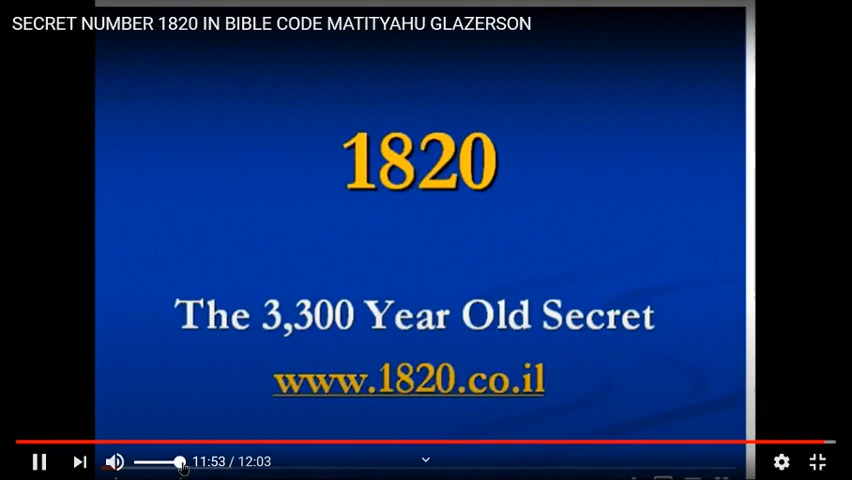 SECRET NUMBER 1820 IN BIBLE CODE MATITYAHU GLAZERSON
1820
The 3,300 Year Old Secret
www.1820.co.il
11:53 / 12:03